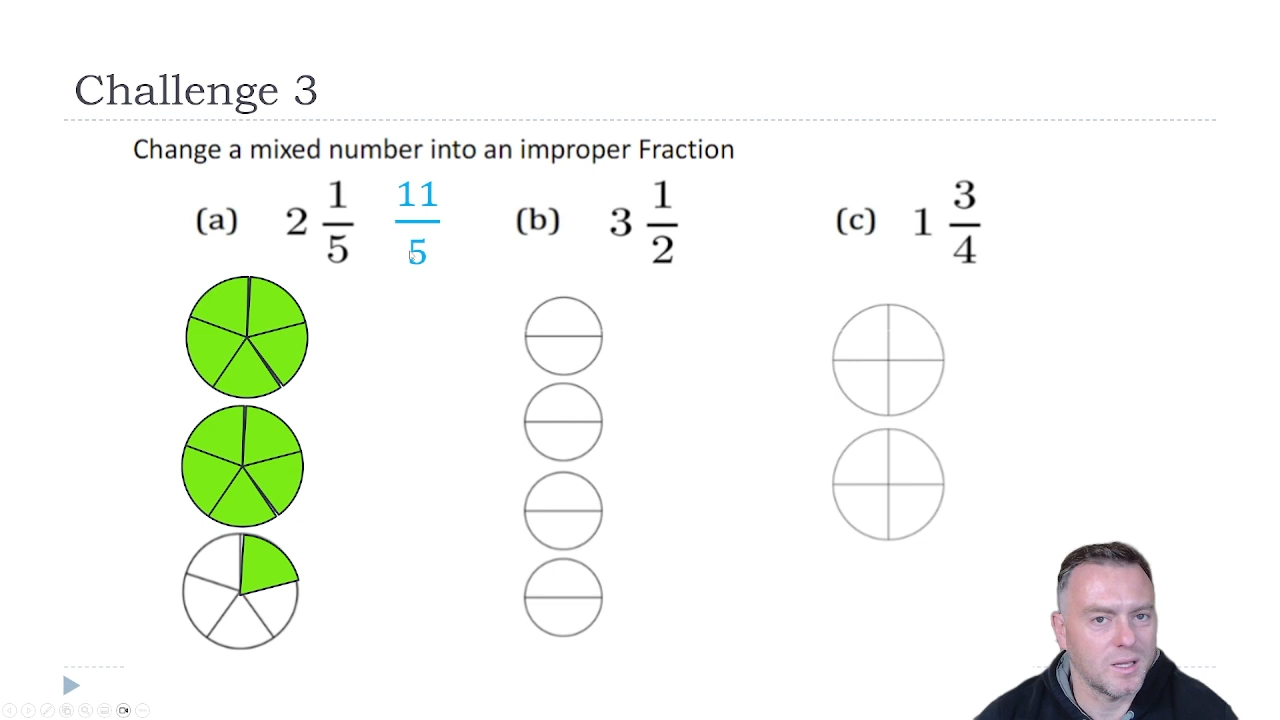 Challenge 3
Change a mixed number into an improper Fraction
(a) 2 1/5 11/5 (b) 3 1/2 (c) 1 3/4